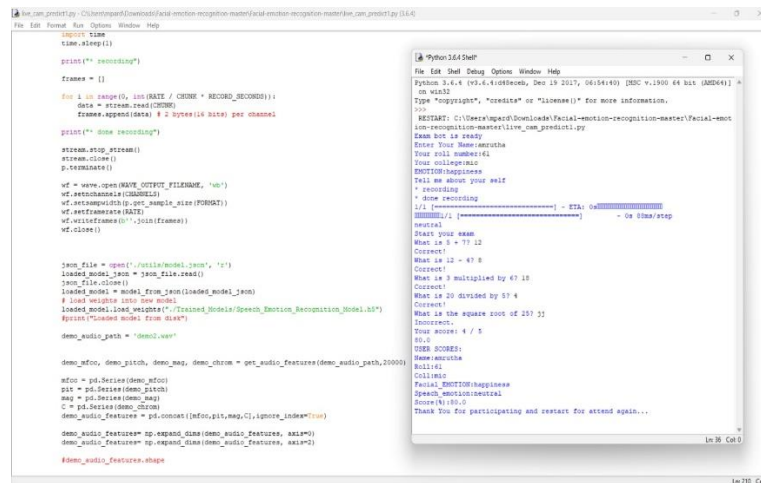 live_cam_predict1.py - C:\Users\mpard\Downloads\Facial-emotion-recognition-master\Facial-emotion-recognition-master\live_cam_predict1.py (3.6.4)
File Edit Format Run Options Window Help
import time
time.sleep(1)
print("* recording")
frames = []
for i in range(0, int(RATE / CHUNK * RECORD_SECONDS)):
data = stream.read(CHUNK)
frames.append(data) # 2 bytes(16 bits) per channel
print("* done recording")
stream.stop_stream()
stream.close()
p.terminate()
wf = wave.open(WAVE_OUTPUT_FILENAME, 'wb')
wf.setnchannels(CHANNELS)
wf.setsampwidth(p.get_sample_size(FORMAT))
wf.setframerate(RATE)
wf.writeframes(b''.join(frames))
wf.close()
json_file = open('./utils/model.json', 'r')
loaded_model_json = json_file.read()
json_file.close()
loaded_model = model_from_json(loaded_model_json)
# load weights into new model
loaded_model.load_weights("./Trained_Models/Speech_Emotion_Recognition_Model.h5")
#print("Loaded model from disk")
demo_audio_path = 'demo2.wav'
demo_mfcc, demo_pitch, demo_mag, demo_chrom = get_audio_features(demo_audio_path,20000)
mfcc = pd.Series(demo_mfcc)
pit = pd.Series(demo_pitch)
mag = pd.Series(demo_mag)
C = pd.Series(demo_chrom)
demo_audio_features = pd.concat([mfcc,pit,mag,C],ignore_index=True)
demo_audio_features= np.expand_dims(demo_audio_features, axis=0)
demo_audio_features= np.expand_dims(demo_audio_features, axis=2)
#demo_audio_features.shape
Ln: 210 Co
*Python 3.6.4 Shell*
File Edit Shell Debug Options Window Help
Python 3.6.4 (v3.6.4:d48eceb, Dec 19 2017, 06:54:40) [MSC v.1900 64 bit (AMD64)]
on win32
Type "copyright", "credits" or "license()" for more information.
>>>
RESTART: C:\Users\mpard\Downloads\Facial-emotion-recognition-master\Facial-emot
ion-recognition-master\live_cam_predict1.py
Exam bot is ready
Enter Your Name:amrutha
Your roll number:61
Your college:mic
EMOTION:happiness
Tell me about your self
* recording
* done recording
1/1 [==============================] - ETA: 0s
1/1 [==============================] - 0s 88ms/step
neutral
Start your exam
What is 5 + 7? 12
Correct!
What is 12 - 4? 8
Correct!
What is 3 multiplied by 6? 18
Correct!
What is 20 divided by 5? 4
Correct!
What is the square root of 25? jj
Incorrect.
Your score: 4 / 5
80.0
USER SCORES:
Name:amrutha
Roll:61
Coll:mic
Facial_EMOTION:happiness
Speech_emotion:neutral
Score(%):80.0
Thank You for participating and restart for attend again...
Ln: 36 Col: 0